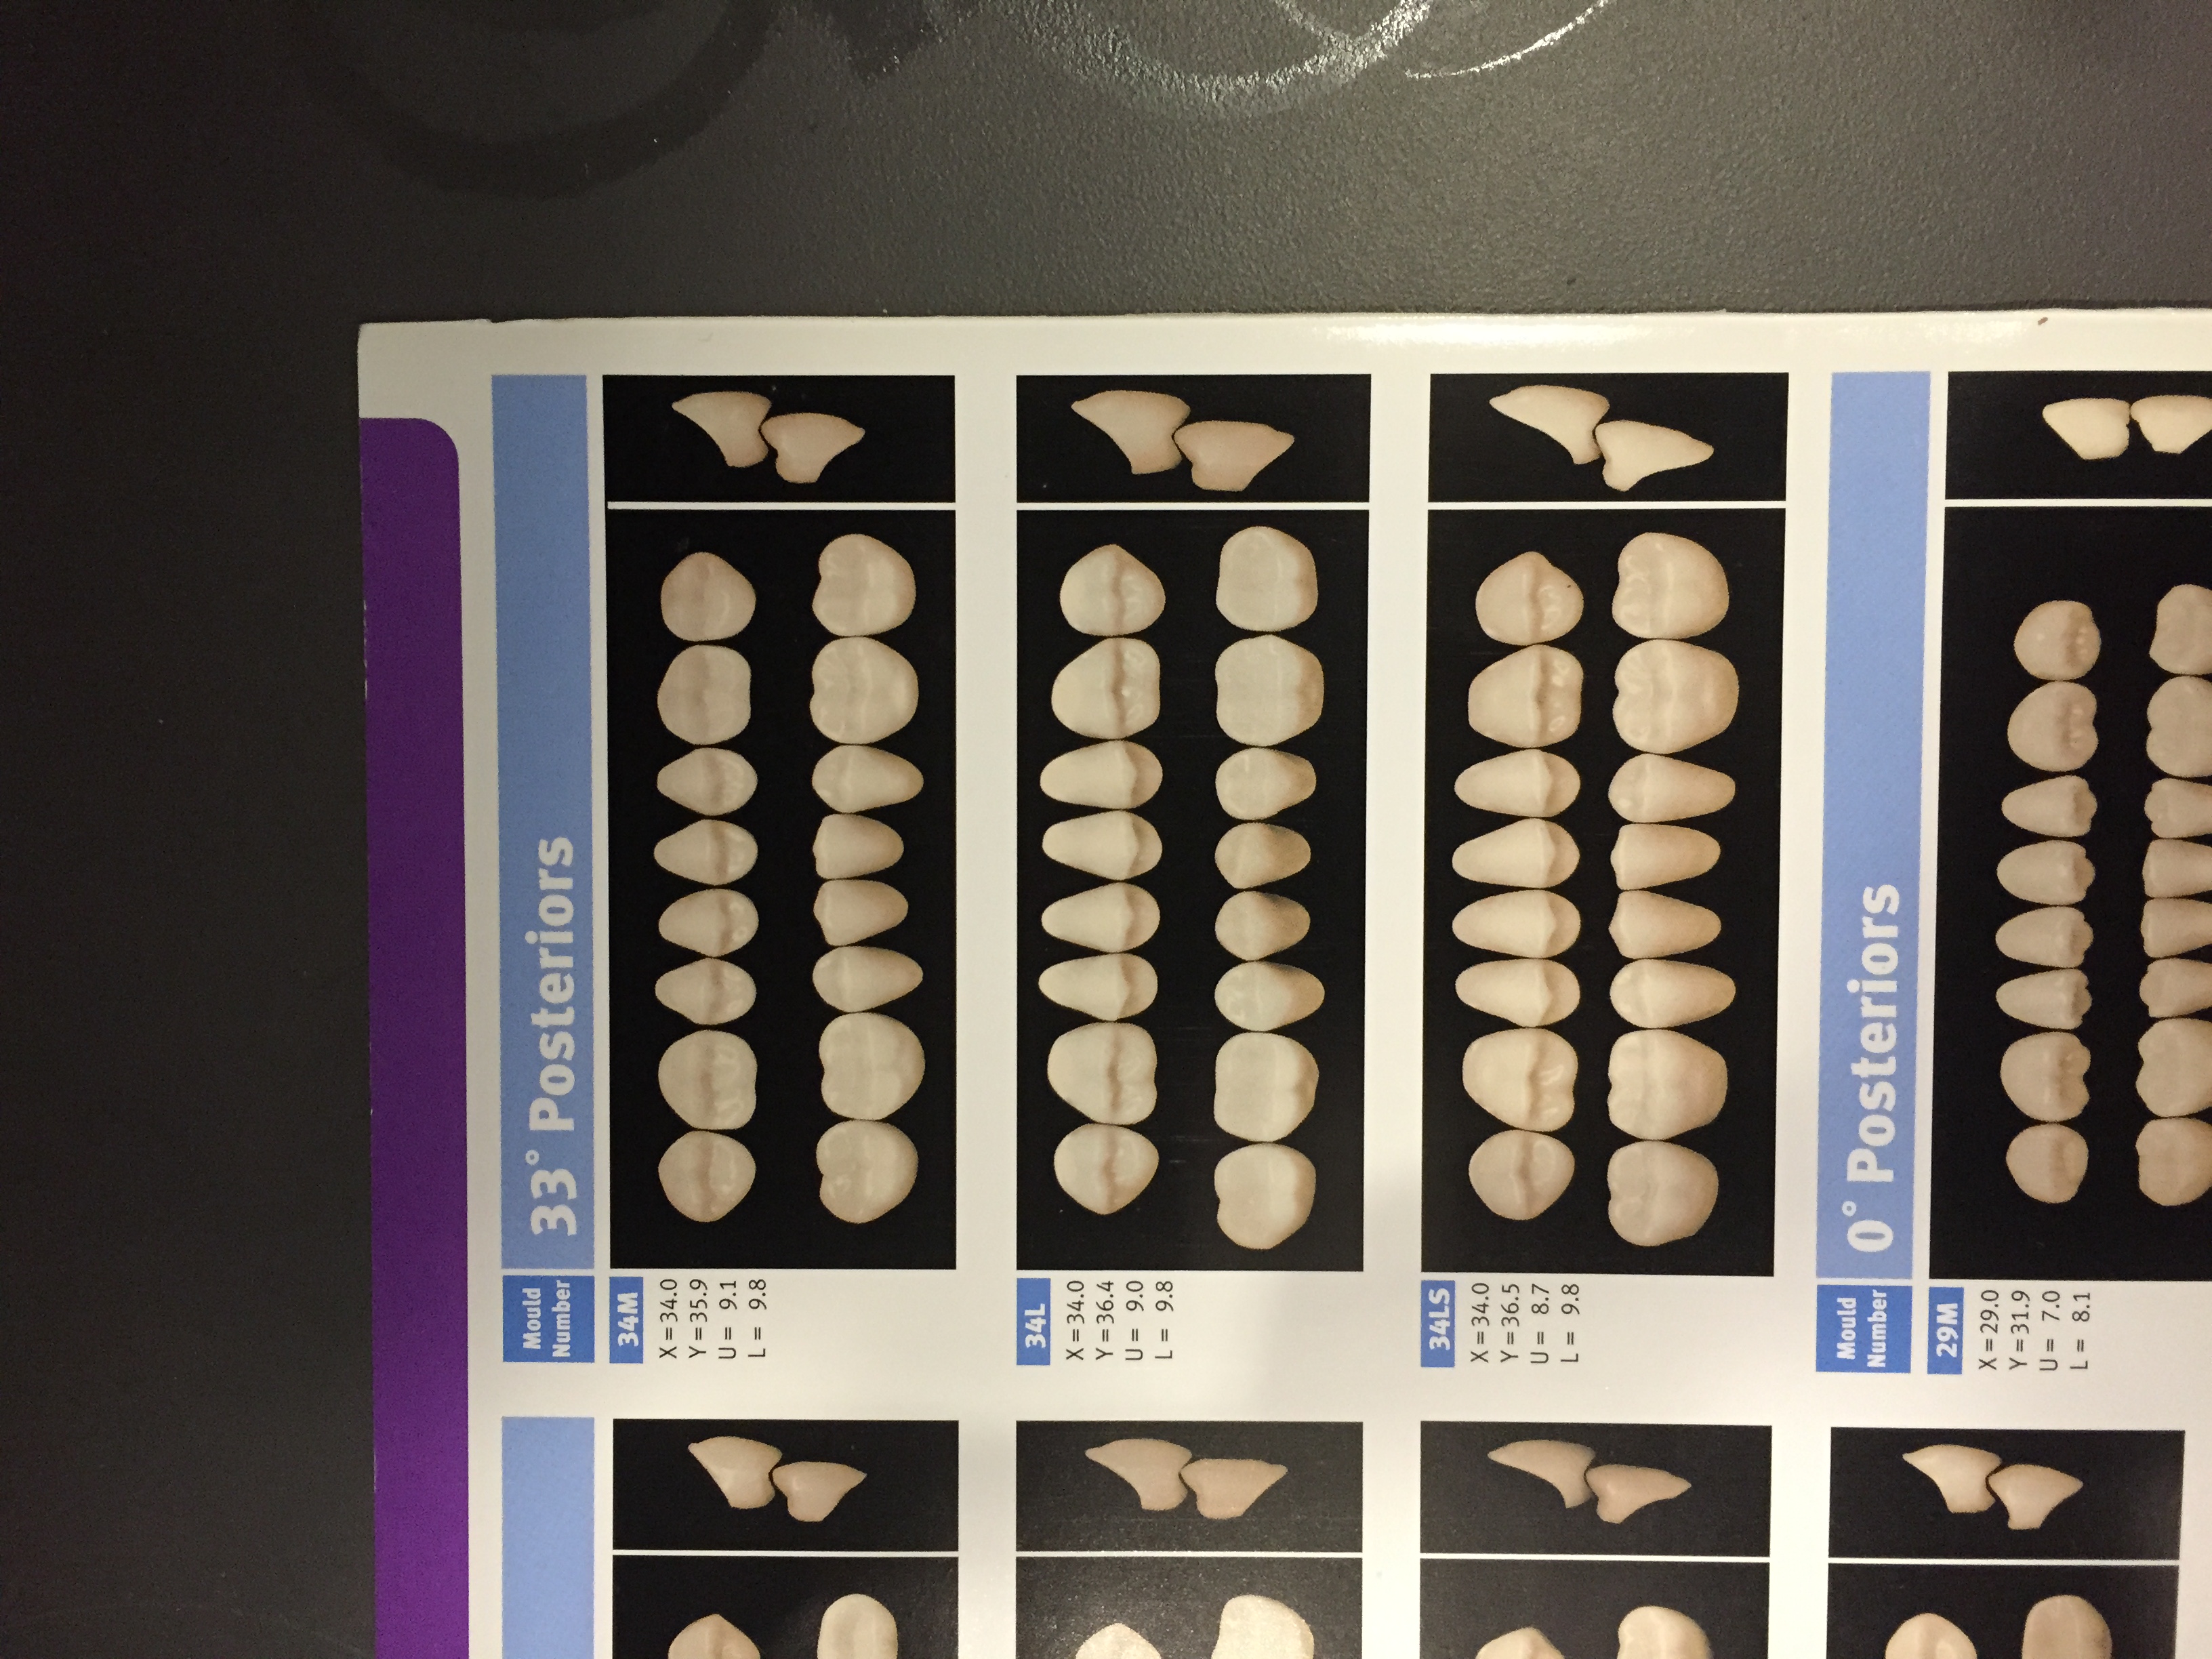 Mould
Number
33° Posteriors
34M
X = 34.0
Y = 35.9
U = 9.1
L = 9.8
34L
X = 34.0
Y = 36.4
U = 9.0
L = 9.8
34LS
X = 34.0
Y = 36.5
U = 8.7
L = 9.8
Mould
Number
0° Posteriors
29M
X = 29.0
Y = 31.9
U = 7.0
L = 8.1